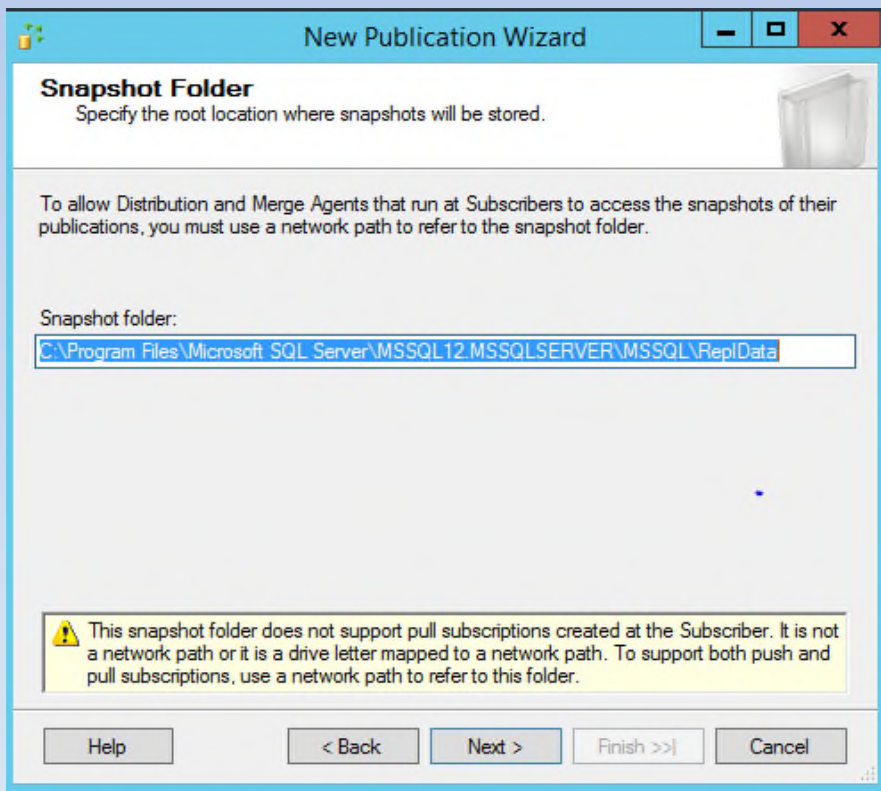 New Publication Wizard
Snapshot Folder
Specify the root location where snapshots will be stored.
To allow Distribution and Merge Agents that run at Subscribers to access the snapshots of their
publications, you must use a network path to refer to the snapshot folder.
Snapshot folder:
C:\Program Files\Microsoft SQL Server\MSSQL12.MSSQLSERVER\MSSQL\ReplData
This snapshot folder does not support pull subscriptions created at the Subscriber. It is not
a network path or it is a drive letter mapped to a network path. To support both push and
pull subscriptions, use a network path to refer to this folder.
Help < Back Next > Finish >>| Cancel